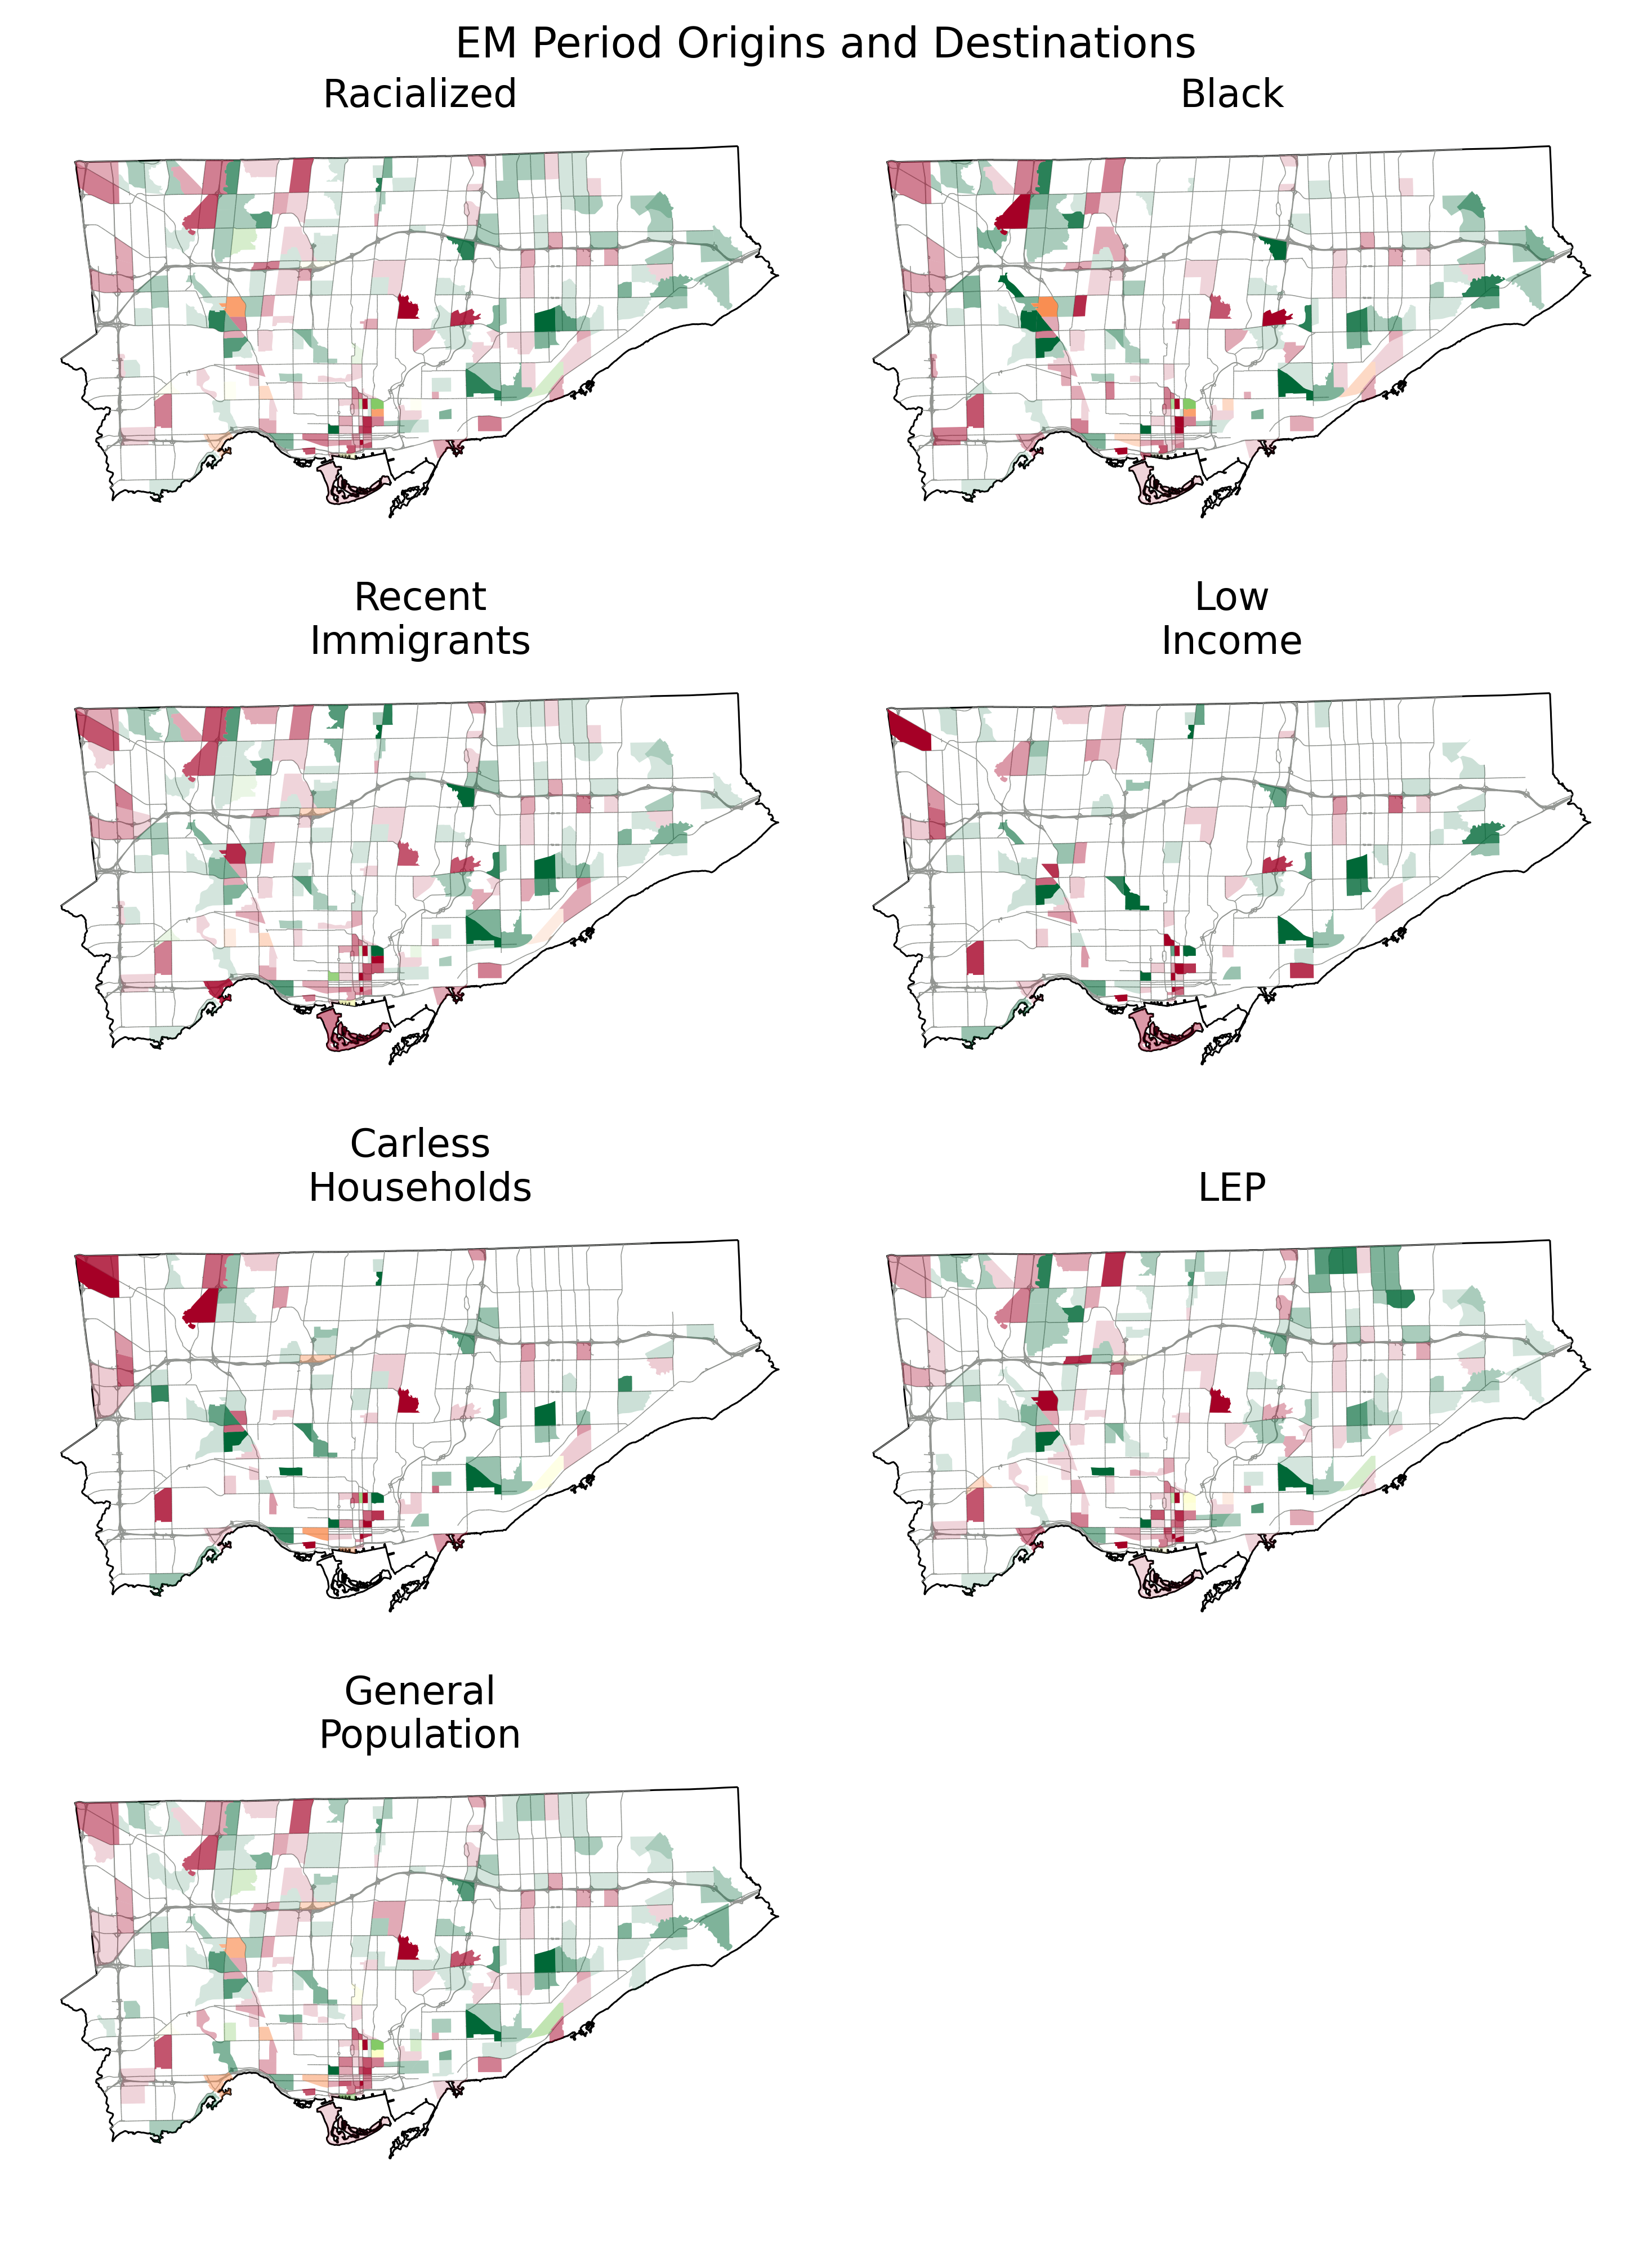 EM Period Origins and Destinations
Racialized
Black
Recent
Immigrants
Low
Income
Carless
Households
LEP
General
Population